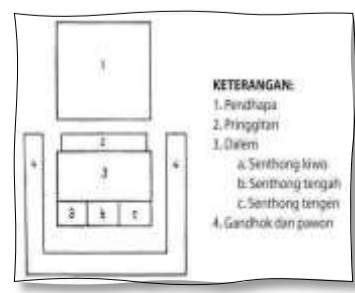 1
2
3
4
4
a
b
c
KETERANGAN:
1. Pendhapa
2. Pringgitan
3. Dalem
a. Senthong kiwo
b. Senthong tengah
c. Senthong tengen
4. Gandhok dan pawon